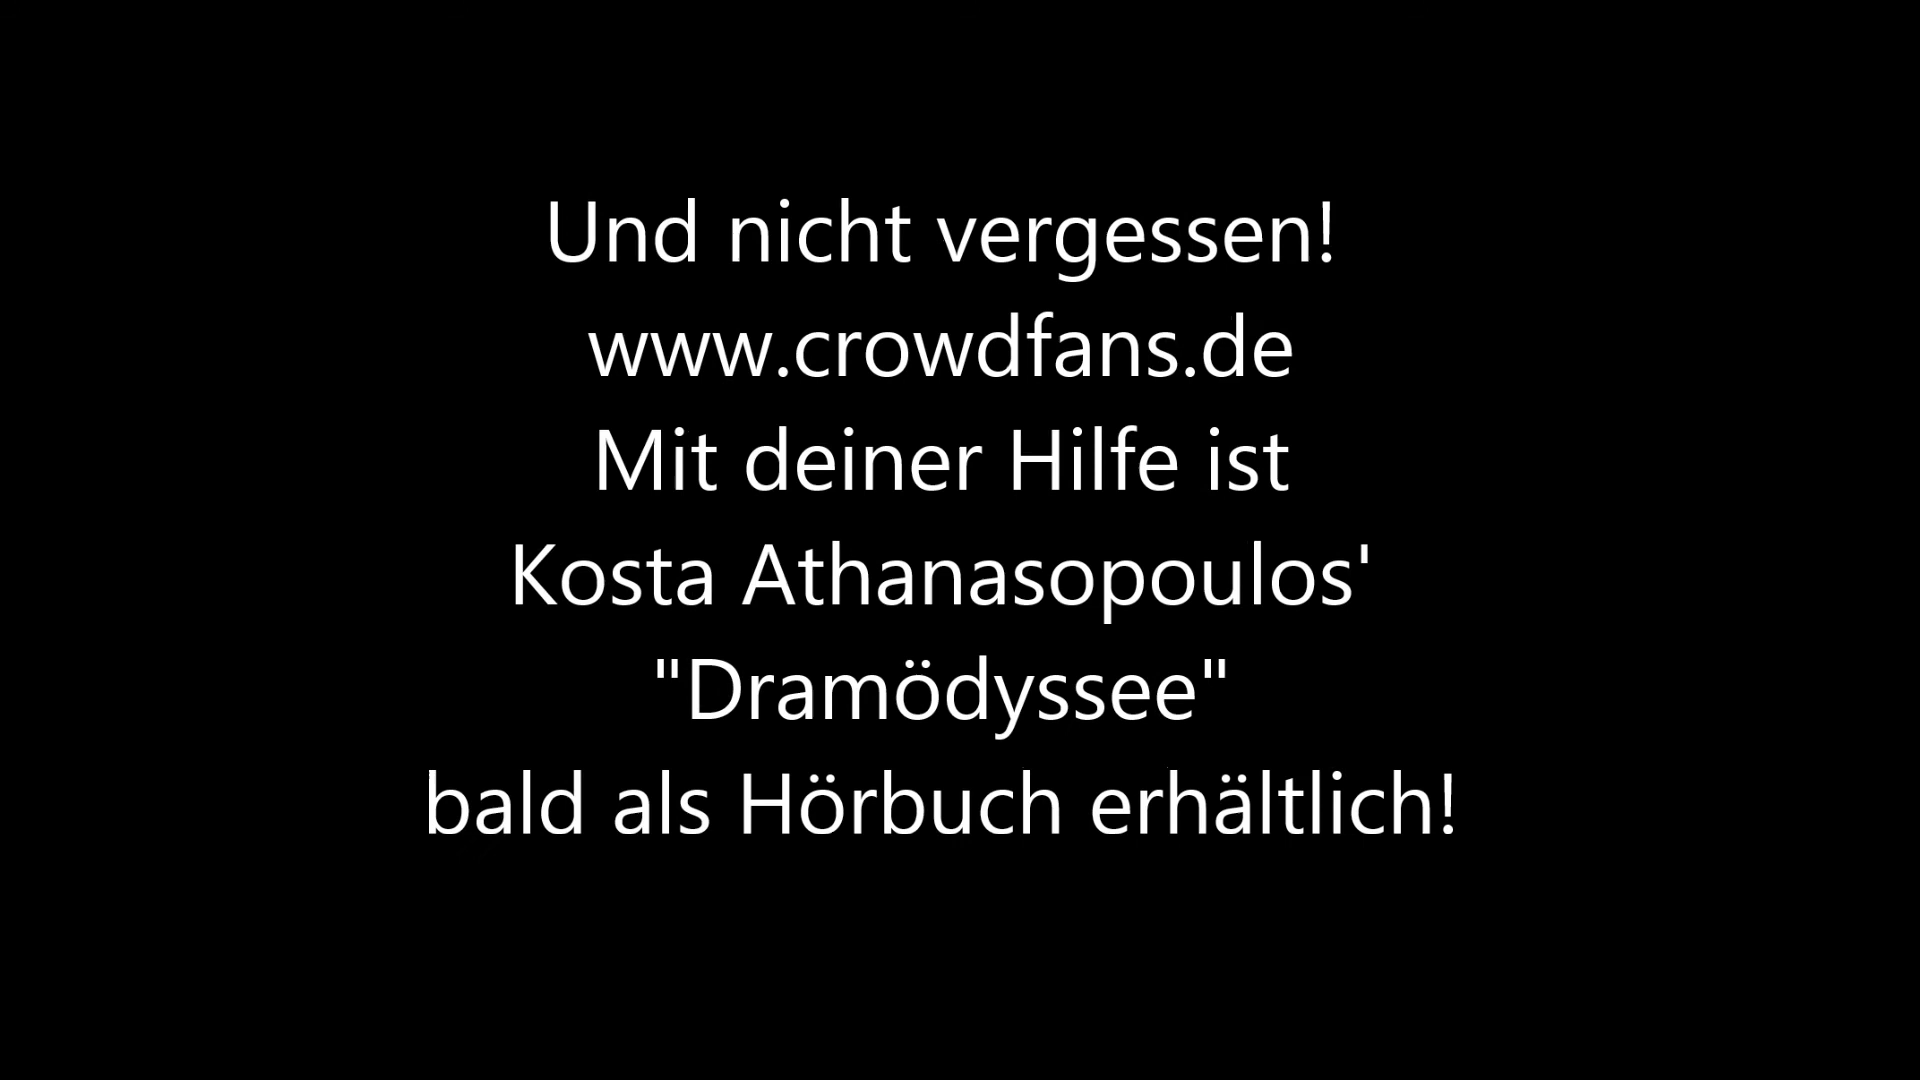 Und nicht vergessen!
www.crowdfans.de
Mit deiner Hilfe ist
Kosta Athanasopoulos'
"Dramödyssee"
bald als Hörbuch erhältlich!